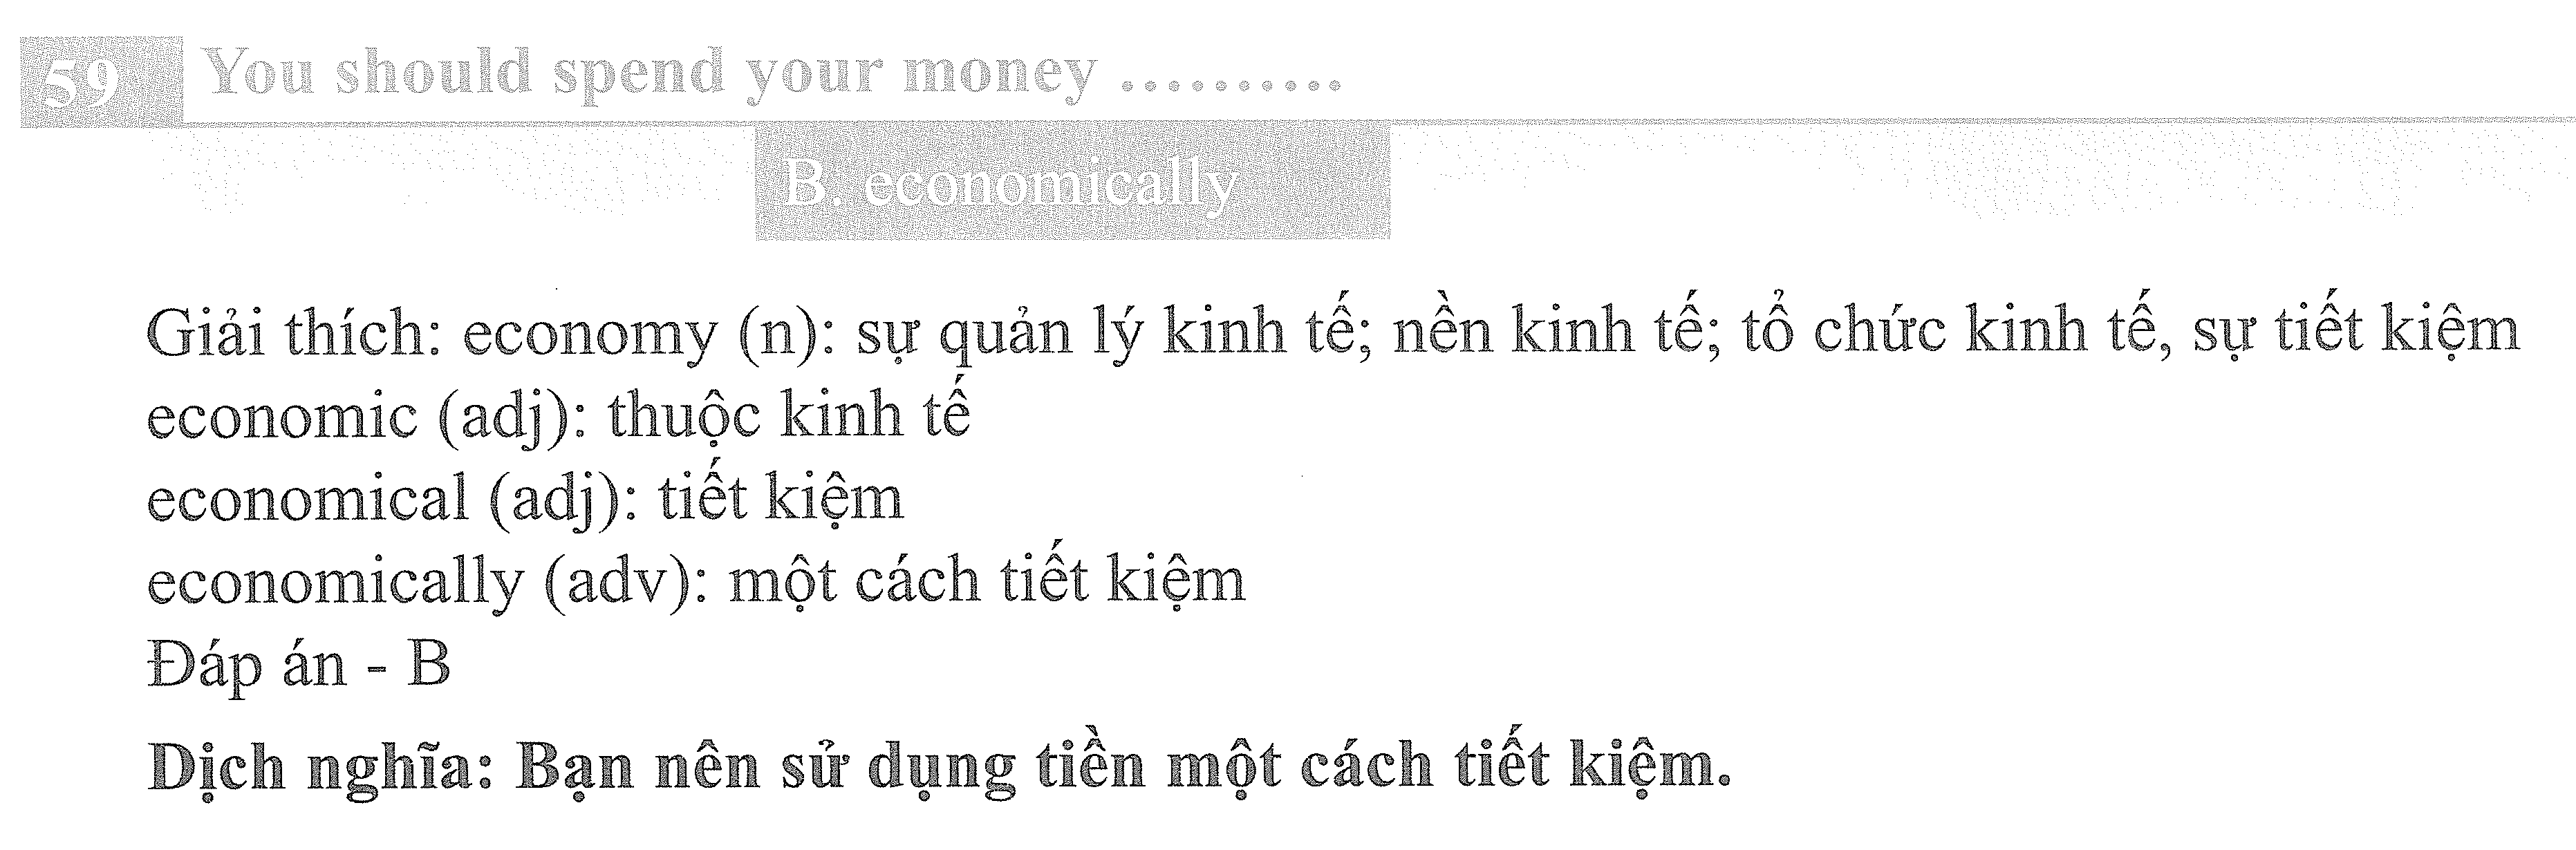 59 You should spend your money ..........
B. economically
Giải thích: economy (n): sự quản lý kinh tế; nền kinh tế; tổ chức kinh tế, sự tiết kiệm
economic (adj): thuộc kinh tế
economical (adj): tiết kiệm
economically (adv): một cách tiết kiệm
Đáp án - B
Dịch nghĩa: Bạn nên sử dụng tiền một cách tiết kiệm.